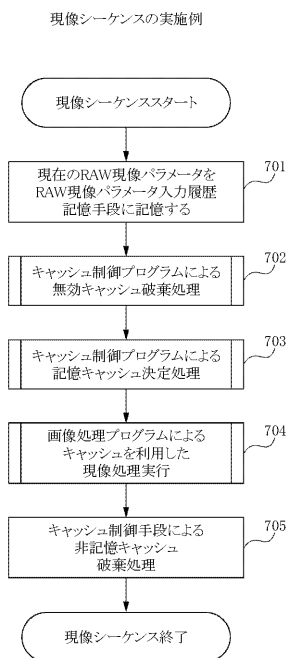 現像シーケンスの実施例
現像シーケンススタート
701
現在のRAW現像パラメータを
RAW現像パラメータ入力履歴
記憶手段に記憶する
702
キャッシュ制御プログラムによる
無効キャッシュ破棄処理
703
キャッシュ制御プログラムによる
記憶キャッシュ決定処理
704
画像処理プログラムによる
キャッシュを利用した
現像処理実行
705
キャッシュ制御手段による
非記憶キャッシュ
破棄処理
現像シーケンス終了